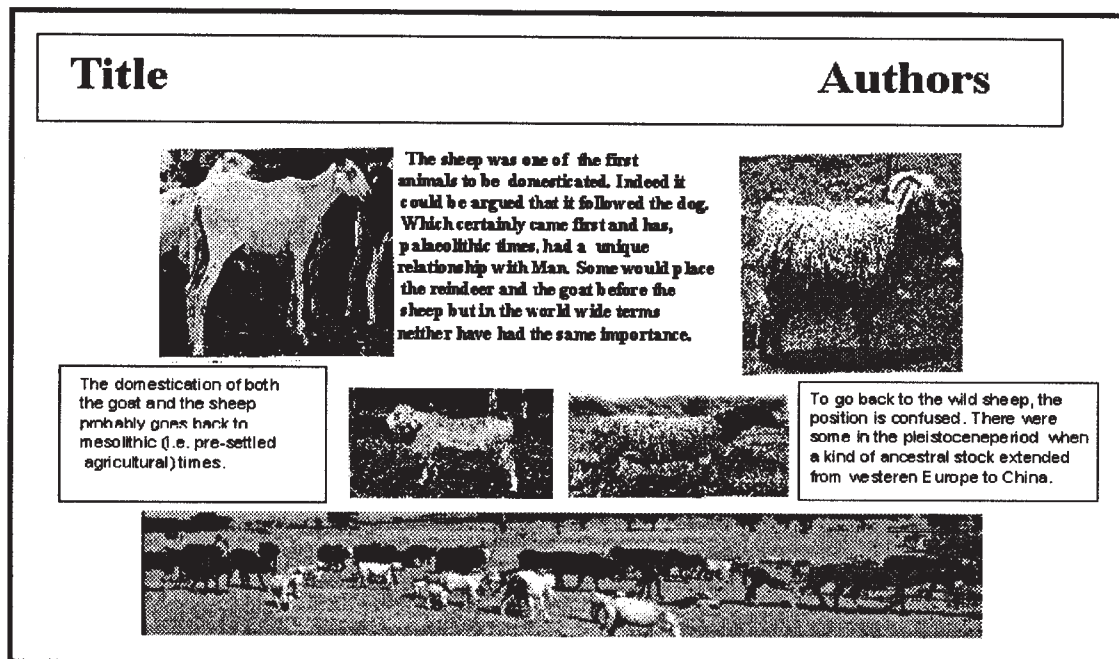 Title
Authors
The sheep was one of the first
animals to be domesticated. Indeed it
could be argued that it followed the dog.
Which certainly came first and has,
palaeolithic times, had a unique
relationship with Man. Some would place
the reindeer and the goat before the
sheep but in the world wide terms
neither have had the same importance.
The domestication of both
the goat and the sheep
probably goes back to
mesolithic (i.e. pre-settled
agricultural) times.
To go back to the wild sheep, the
position is confused. There were
some in the pleistoceneperiod when
a kind of ancestral stock extended
from westeren Europe to China.